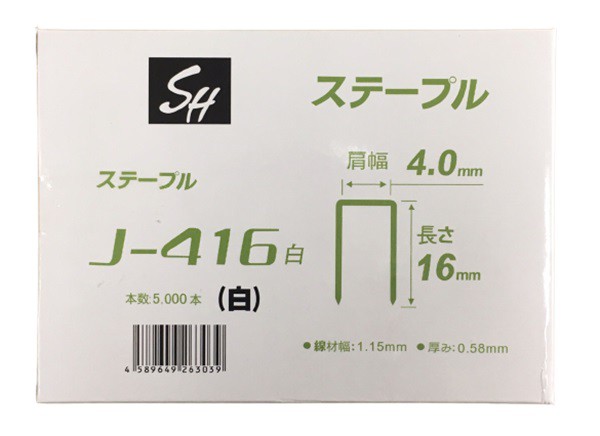 SH
ステープル
肩幅 4.0mm
ステープル
長さ
16mm
J-416白
本数:5.000本 (白)
●線材幅:1.15mm ●厚み:0.58mm
4 589649 263039